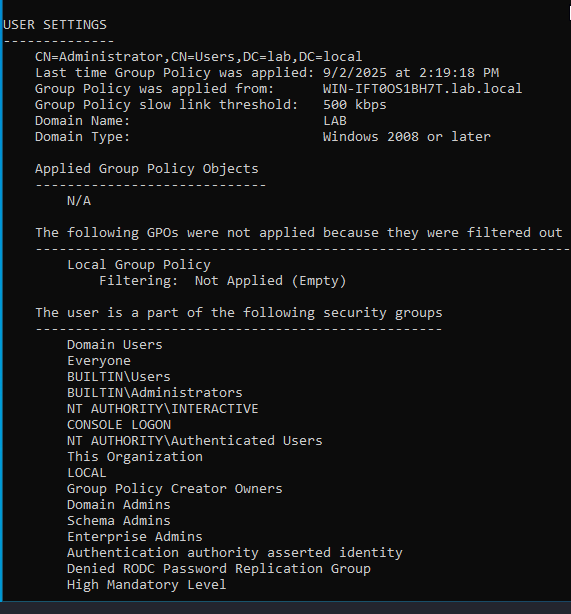 USER SETTINGS
--------------
CN=Administrator,CN=Users,DC=lab,DC=local
Last time Group Policy was applied: 9/2/2025 at 2:19:18 PM
Group Policy was applied from:      WIN-IFT0OS1BH7T.lab.local
Group Policy slow link threshold:   500 kbps
Domain Name:                        LAB
Domain Type:                        Windows 2008 or later
Applied Group Policy Objects
-----------------------------
N/A
The following GPOs were not applied because they were filtered out
-------------------------------------------------------------------
Local Group Policy
Filtering:  Not Applied (Empty)
The user is a part of the following security groups
---------------------------------------------------
Domain Users
Everyone
BUILTIN\Users
BUILTIN\Administrators
NT AUTHORITY\INTERACTIVE
CONSOLE LOGON
NT AUTHORITY\Authenticated Users
This Organization
LOCAL
Group Policy Creator Owners
Domain Admins
Schema Admins
Enterprise Admins
Authentication authority asserted identity
Denied RODC Password Replication Group
High Mandatory Level